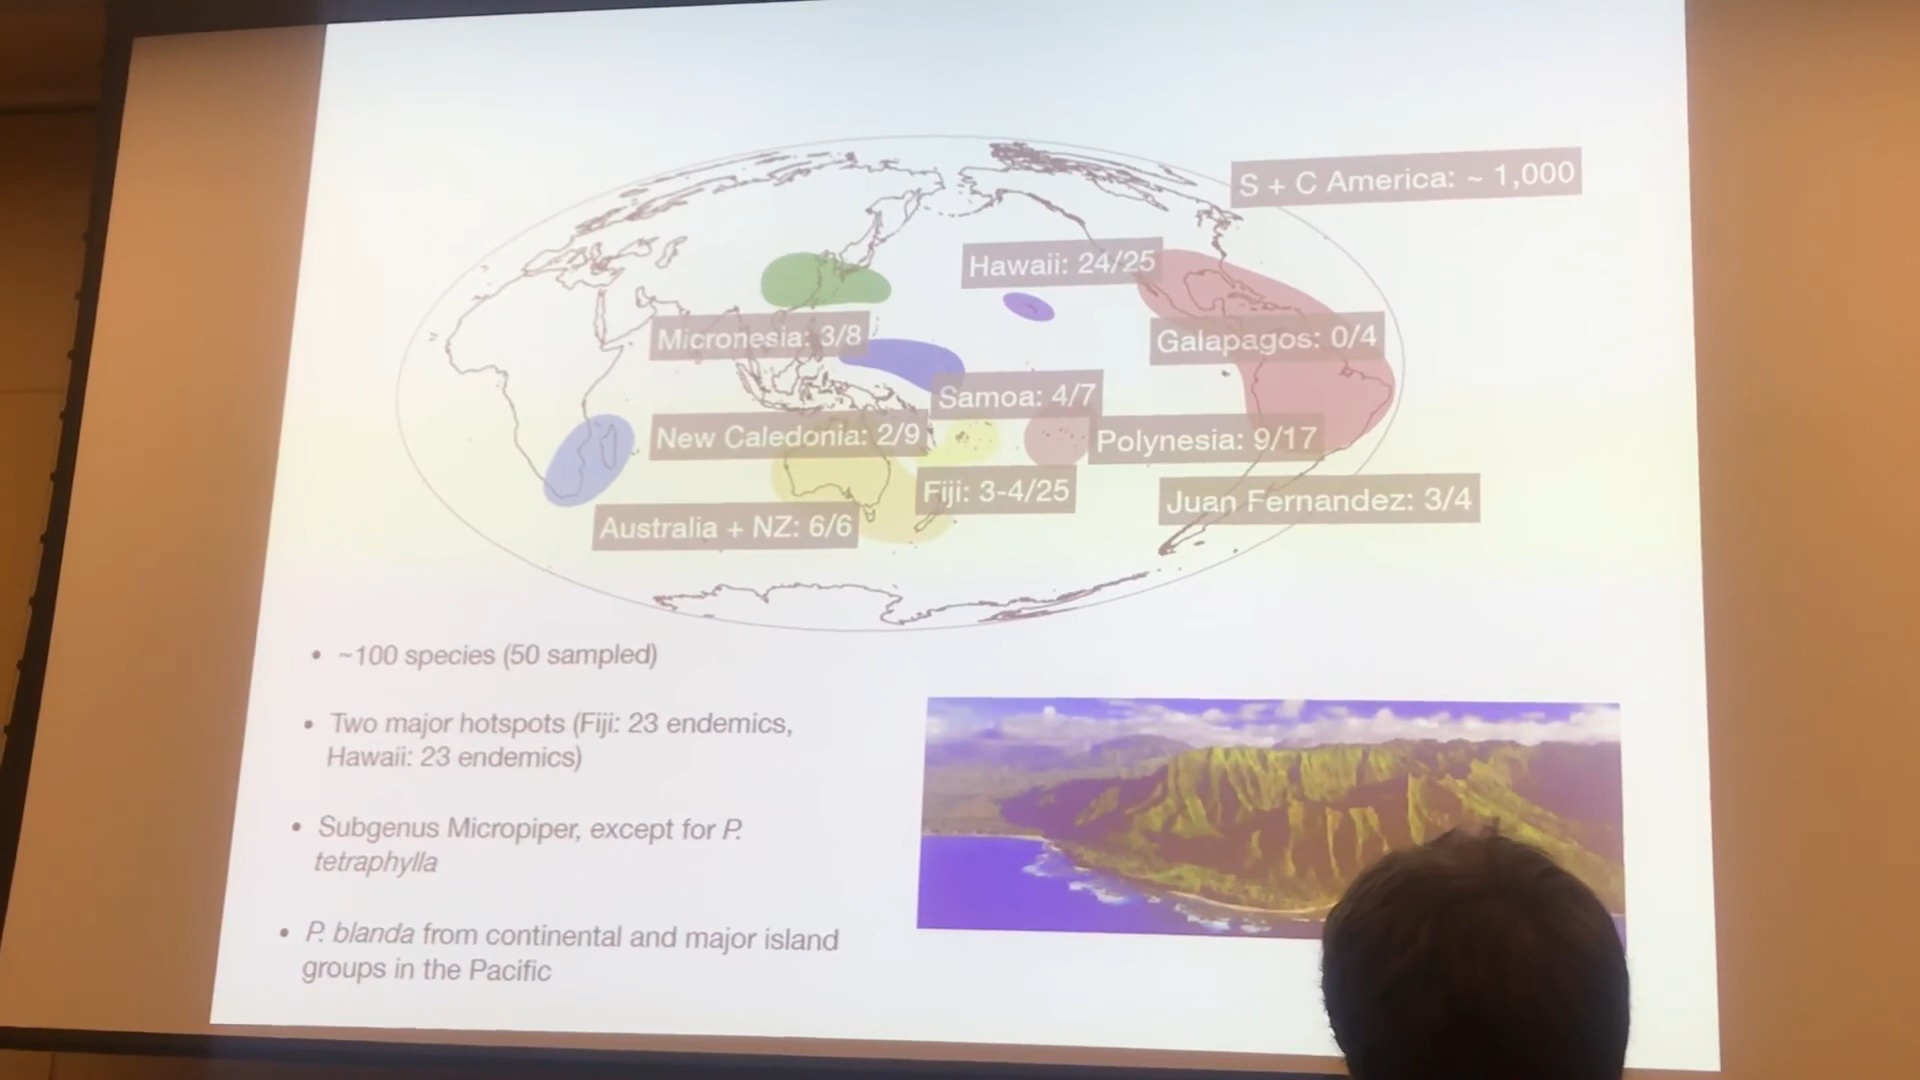 S + C America: ~ 1,000
Hawaii: 24/25
Micronesia: 3/8
Galapagos: 0/4
Samoa: 4/7
New Caledonia: 2/9
Polynesia: 9/17
Fiji: 3-4/25
Juan Fernandez: 3/4
Australia + NZ: 6/6
• ~100 species (50 sampled)
• Two major hotspots (Fiji: 23 endemics,
Hawaii: 23 endemics)
• Subgenus Micropiper, except for P.
tetraphylla
• P. blanda from continental and major island
groups in the Pacific